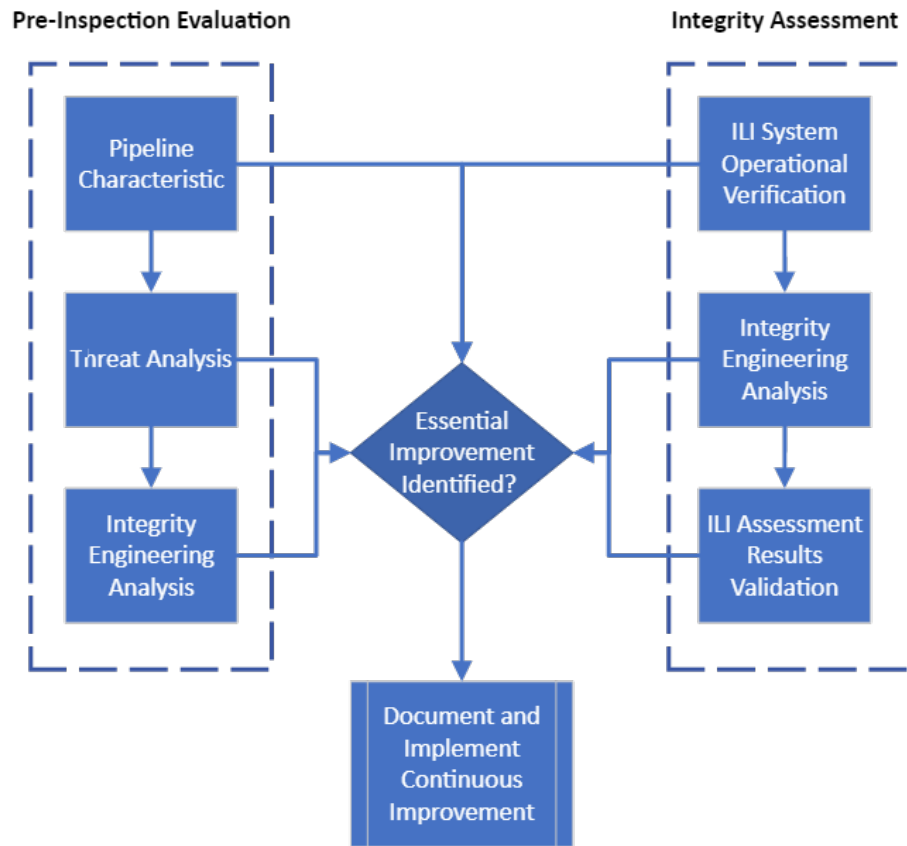 Pre-Inspection Evaluation
Integrity Assessment
Pipeline
Characteristic
Threat Analysis
Integrity
Engineering
Analysis
Essential
Improvement
Identified?
Document and
Implement
Continuous
Improvement
ILI System
Operational
Verification
Integrity
Engineering
Analysis
ILI Assessment
Results
Validation